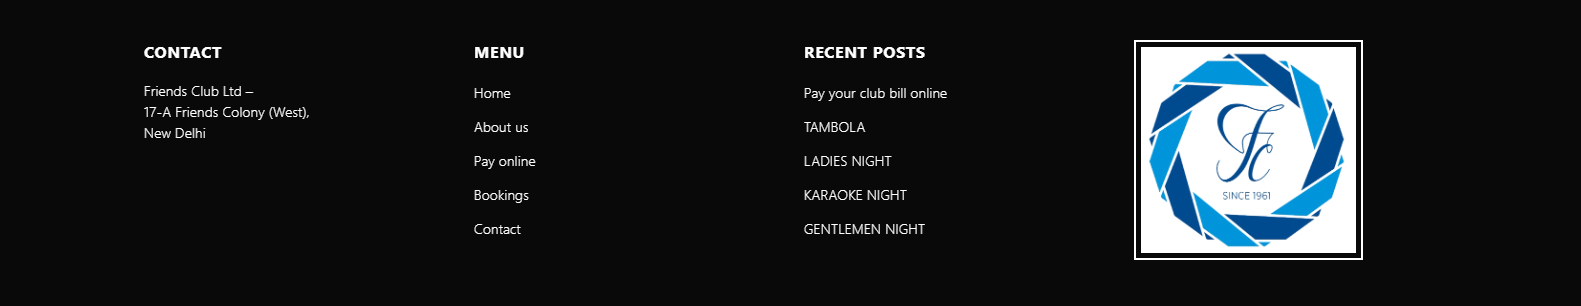 CONTACT
Friends Club Ltd –
17-A Friends Colony (West),
New Delhi
MENU
Home
About us
Pay online
Bookings
Contact
RECENT POSTS
Pay your club bill online
TAMBOLA
LADIES NIGHT
KARAOKE NIGHT
GENTLEMEN NIGHT
Fc
SINCE 1961